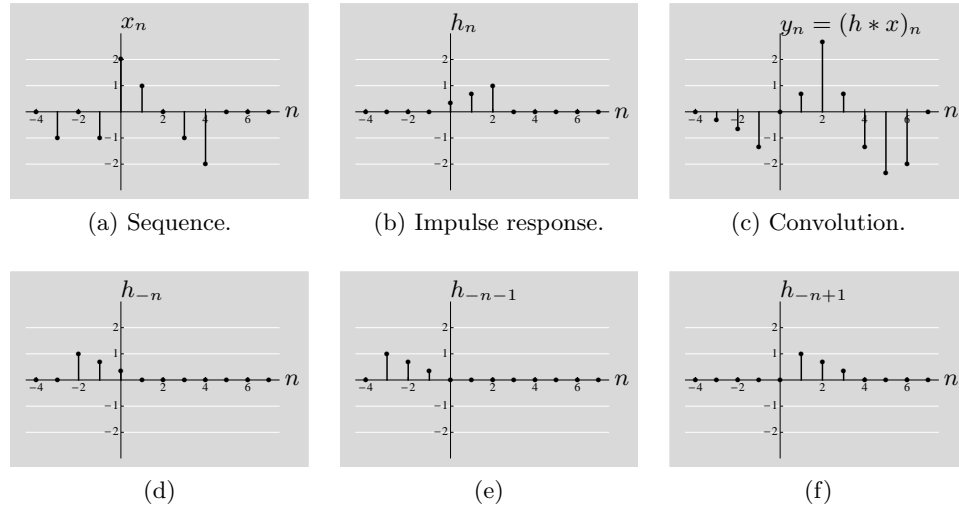 x_n
2
1
−4 −2 2 4 6 n
−1
−2
(a) Sequence.
h_n
2
1
−4 −2 2 4 6 n
−1
−2
(b) Impulse response.
y_n = (h * x)_n
2
1
−4 −2 2 4 6 n
−1
−2
(c) Convolution.
h_{−n}
2
1
−4 −2 2 4 6 n
−1
−2
(d)
h_{−n−1}
2
1
−4 −2 2 4 6 n
−1
−2
(e)
h_{−n+1}
2
1
−4 −2 2 4 6 n
−1
−2
(f)